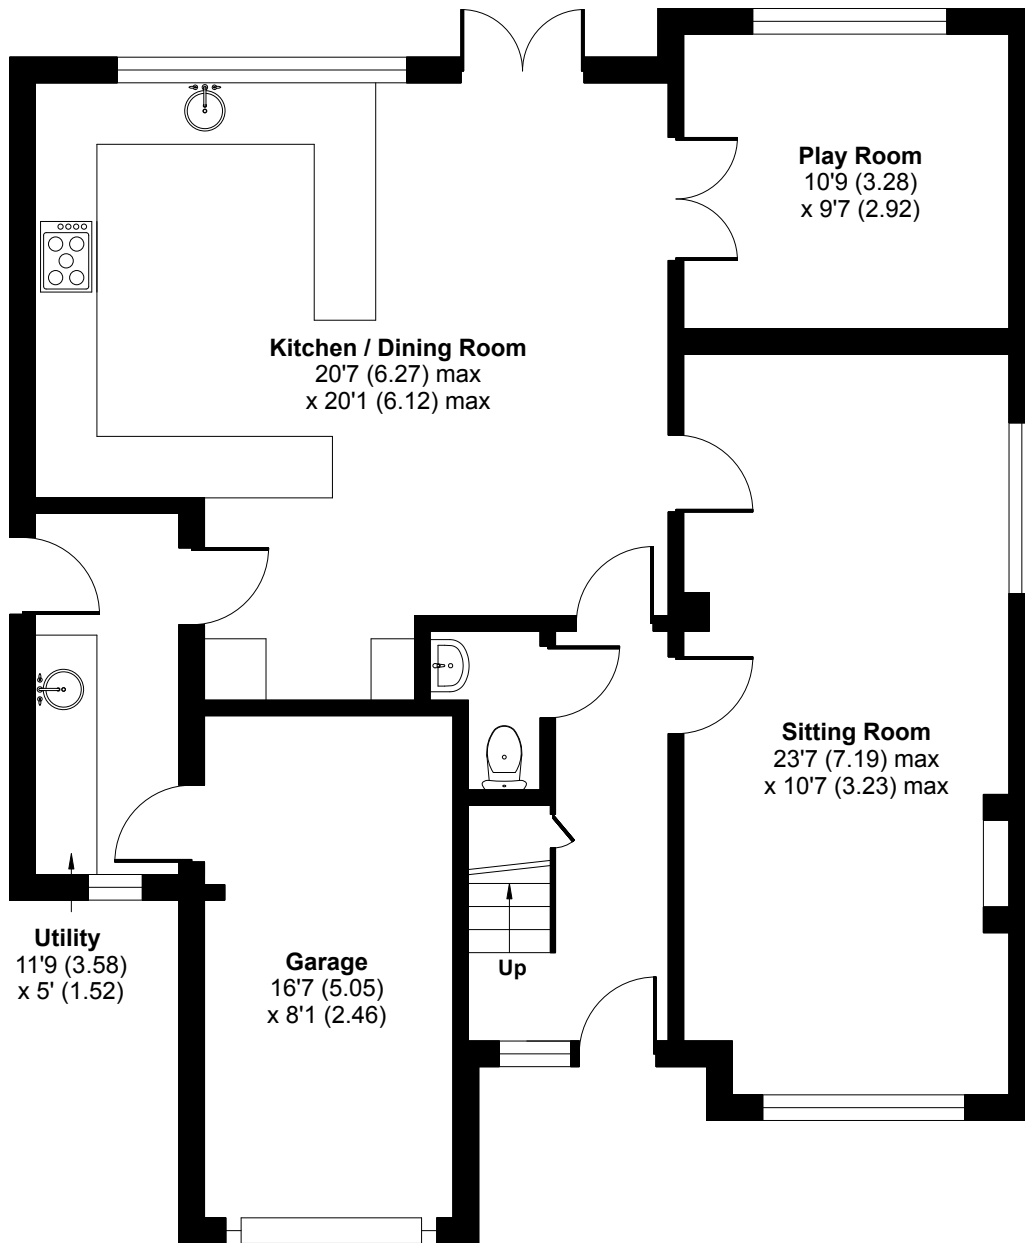 Play Room
10'9 (3.28)
x 9'7 (2.92)
Kitchen / Dining Room
20'7 (6.27) max
x 20'1 (6.12) max
Sitting Room
23'7 (7.19) max
x 10'7 (3.23) max
Utility
11'9 (3.58)
x 5' (1.52)
Garage
16'7 (5.05)
x 8'1 (2.46)
Up